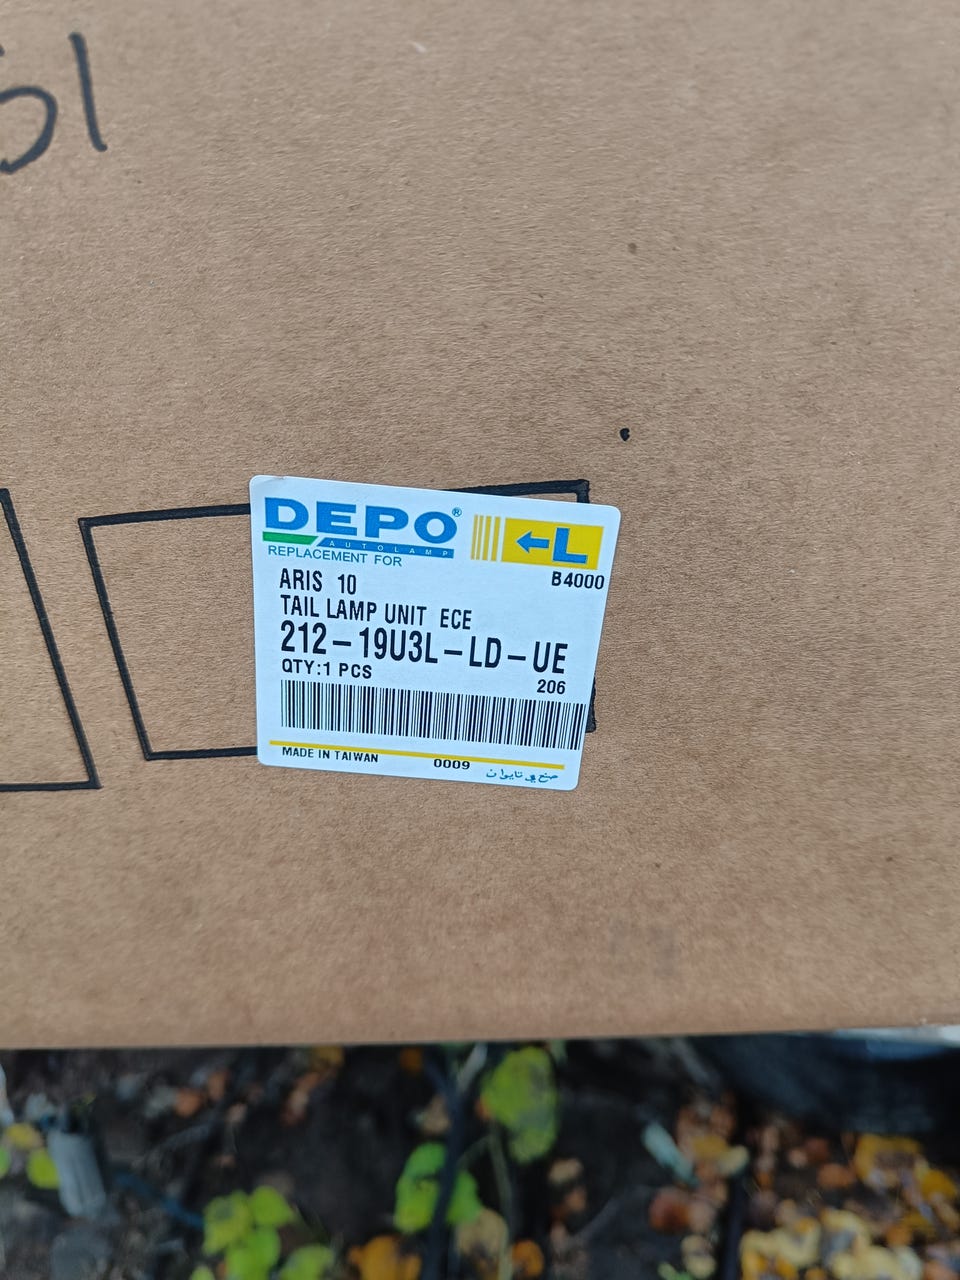 51
DEPO®
AUTOLAMP
REPLACEMENT FOR
L
B4000
ARIS 10
TAIL LAMP UNIT ECE
212-19U3L-LD-UE
QTY:1 PCS
206
MADE IN TAIWAN
0009
صنع في تايوان